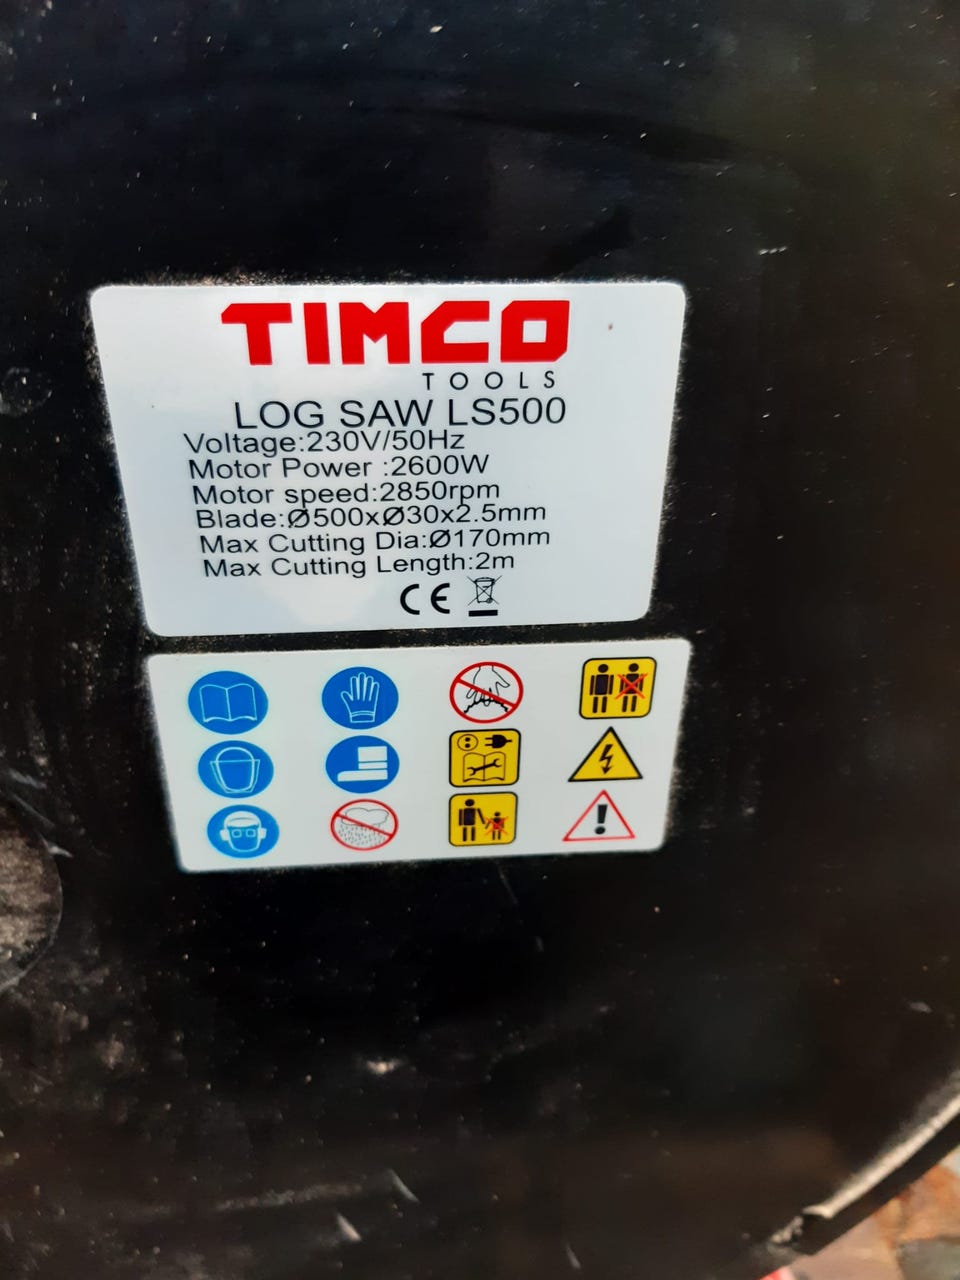 TIMCO
TOOLS
LOG SAW LS500
Voltage:230V/50Hz
Motor Power :2600W
Motor speed:2850rpm
Blade:Ø500xØ30x2.5mm
Max Cutting Dia:Ø170mm
Max Cutting Length:2m
CE